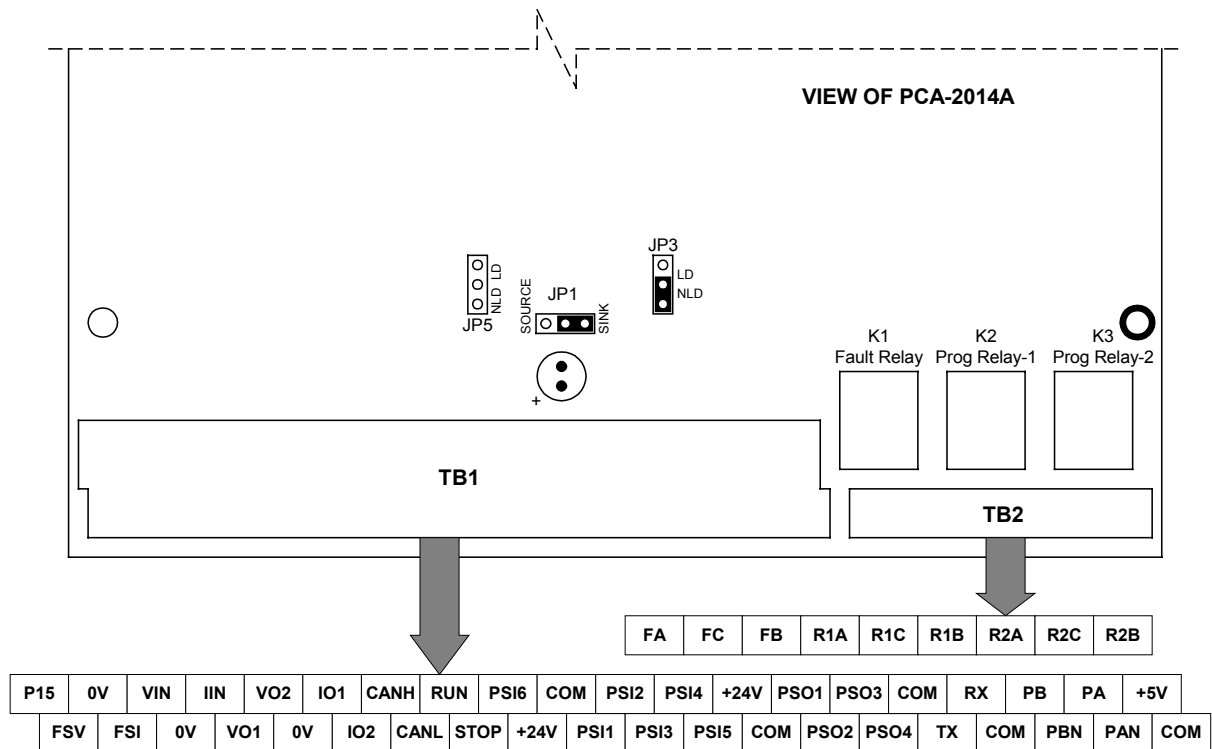 VIEW OF PCA-2014A
JP3
LD
NLD
JP5
NLD LD
JP1
SOURCE
SINK
+
K1
Fault Relay
K2
Prog Relay-1
K3
Prog Relay-2
TB1
TB2
FA FC FB R1A R1C R1B R2A R2C R2B
P15 0V VIN IIN VO2 IO1 CANH RUN PSI6 COM PSI2 PSI4 +24V PSO1 PSO3 COM RX PB PA +5V
FSV FSI 0V VO1 0V IO2 CANL STOP +24V PSI1 PSI3 PSI5 COM PSO2 PSO4 TX COM PBN PAN COM